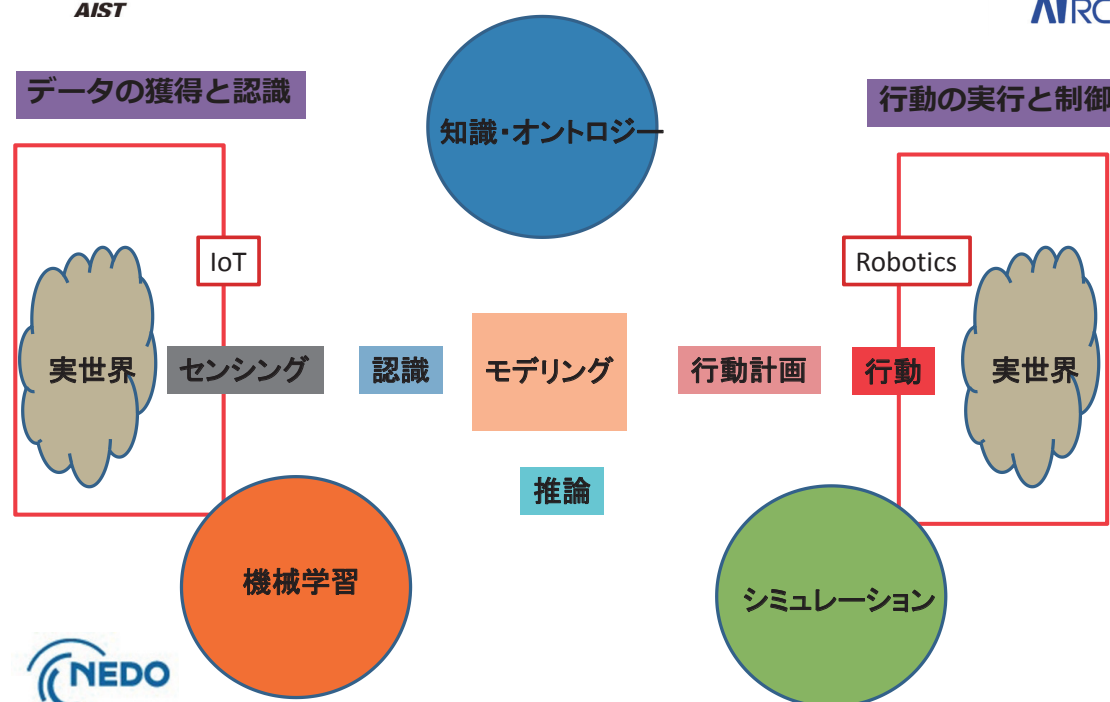 AIST
AIRC
データの獲得と認識
行動の実行と制御
知識・オントロジー
IoT
Robotics
実世界
センシング
認識
モデリング
行動計画
行動
実世界
推論
機械学習
シミュレーション
NEDO